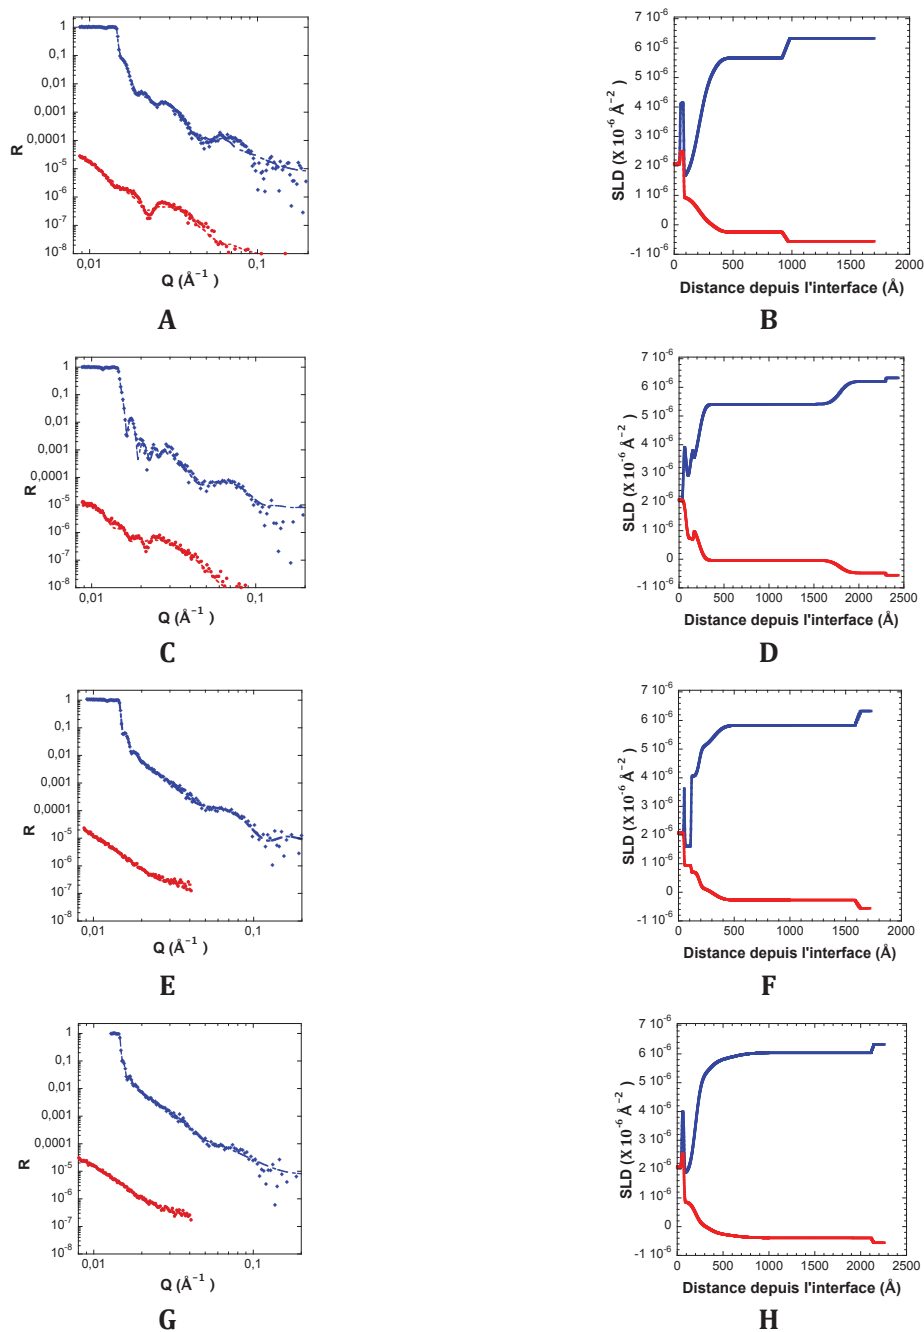 1
0,1
0,01
0,001
0,0001
10⁻⁵
10⁻⁶
10⁻⁷
10⁻⁸
R
0,01 0,1
Q (Å⁻¹)
A
7 10⁻⁶
6 10⁻⁶
5 10⁻⁶
4 10⁻⁶
3 10⁻⁶
2 10⁻⁶
1 10⁻⁶
0
-1 10⁻⁶
SLD (X 10⁻⁶ Å⁻²)
0 500 1000 1500 2000
Distance depuis l'interface (Å)
B
1
0,1
0,01
0,001
0,0001
10⁻⁵
10⁻⁶
10⁻⁷
10⁻⁸
R
0,01 0,1
Q (Å⁻¹)
C
7 10⁻⁶
6 10⁻⁶
5 10⁻⁶
4 10⁻⁶
3 10⁻⁶
2 10⁻⁶
1 10⁻⁶
0
-1 10⁻⁶
SLD (X 10⁻⁶ Å⁻²)
0 500 1000 1500 2000 2500
Distance depuis l'interface (Å)
D
1
0,1
0,01
0,001
0,0001
10⁻⁵
10⁻⁶
10⁻⁷
10⁻⁸
R
0,01 0,1
Q (Å⁻¹)
E
7 10⁻⁶
6 10⁻⁶
5 10⁻⁶
4 10⁻⁶
3 10⁻⁶
2 10⁻⁶
1 10⁻⁶
0
-1 10⁻⁶
SLD (X 10⁻⁶ Å⁻²)
0 500 1000 1500 2000
Distance depuis l'interface (Å)
F
1
0,1
0,01
0,001
0,0001
10⁻⁵
10⁻⁶
10⁻⁷
10⁻⁸
R
0,01 0,1
Q (Å⁻¹)
G
7 10⁻⁶
6 10⁻⁶
5 10⁻⁶
4 10⁻⁶
3 10⁻⁶
2 10⁻⁶
1 10⁻⁶
0
-1 10⁻⁶
SLD (X 10⁻⁶ Å⁻²)
0 500 1000 1500 2000 2500
Distance depuis l'interface (Å)
H